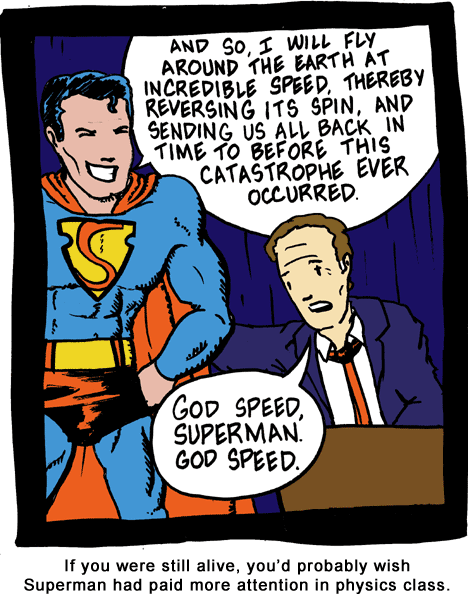 AND SO, I WILL FLY
AROUND THE EARTH AT
INCREDIBLE SPEED, THEREBY
REVERSING ITS SPIN, AND
SENDING US ALL BACK IN
TIME TO BEFORE THIS
CATASTROPHE EVER
OCCURRED.
S
GOD SPEED,
SUPERMAN.
GOD SPEED.
If you were still alive, you'd probably wish
Superman had paid more attention in physics class.